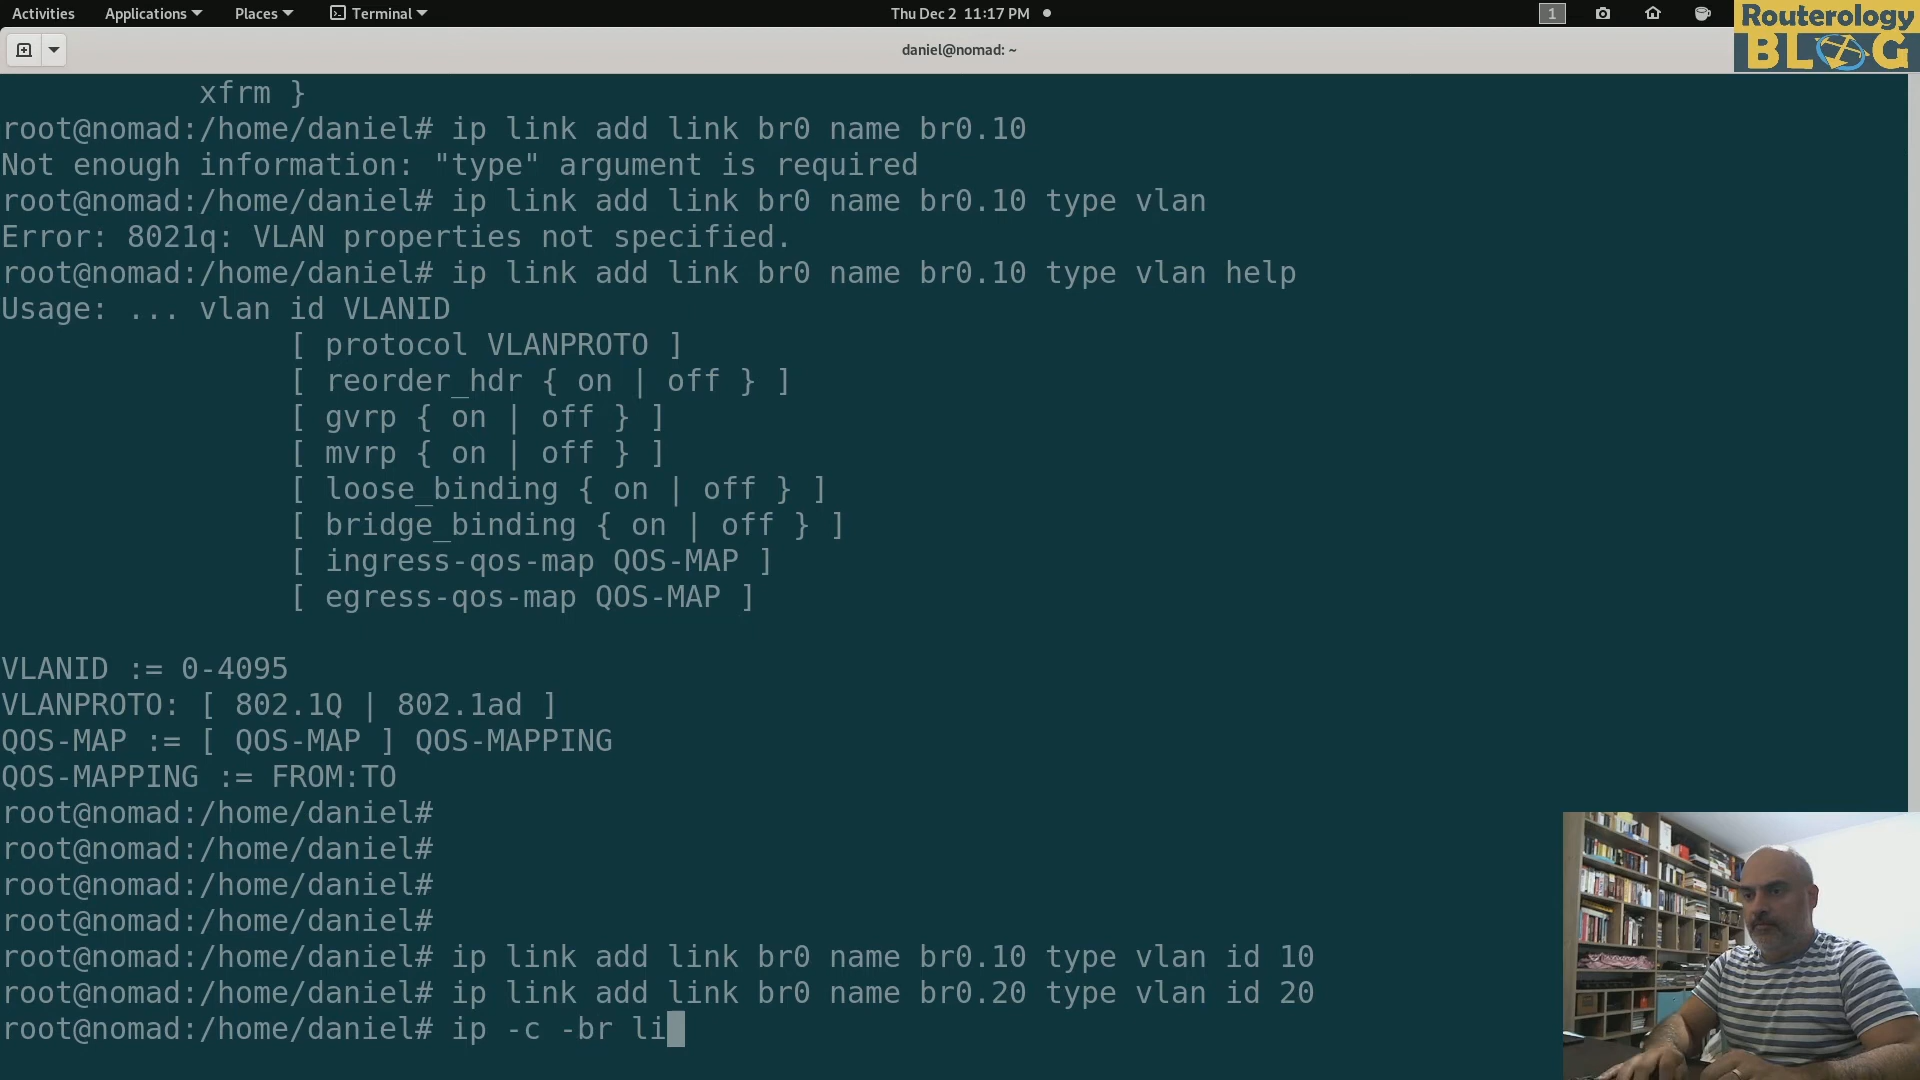 Activities Applications Places Terminal Thu Dec 2 11:17 PM 1
Routerology
BLOG
daniel@nomad: ~
xfrm }
root@nomad:/home/daniel# ip link add link br0 name br0.10
Not enough information: "type" argument is required
root@nomad:/home/daniel# ip link add link br0 name br0.10 type vlan
Error: 8021q: VLAN properties not specified.
root@nomad:/home/daniel# ip link add link br0 name br0.10 type vlan help
Usage: ... vlan id VLANID
[ protocol VLANPROTO ]
[ reorder_hdr { on | off } ]
[ gvrp { on | off } ]
[ mvrp { on | off } ]
[ loose_binding { on | off } ]
[ bridge_binding { on | off } ]
[ ingress-qos-map QOS-MAP ]
[ egress-qos-map QOS-MAP ]
VLANID := 0-4095
VLANPROTO: [ 802.1Q | 802.1ad ]
QOS-MAP := [ QOS-MAP ] QOS-MAPPING
QOS-MAPPING := FROM:TO
root@nomad:/home/daniel#
root@nomad:/home/daniel#
root@nomad:/home/daniel#
root@nomad:/home/daniel#
root@nomad:/home/daniel# ip link add link br0 name br0.10 type vlan id 10
root@nomad:/home/daniel# ip link add link br0 name br0.20 type vlan id 20
root@nomad:/home/daniel# ip -c -br li